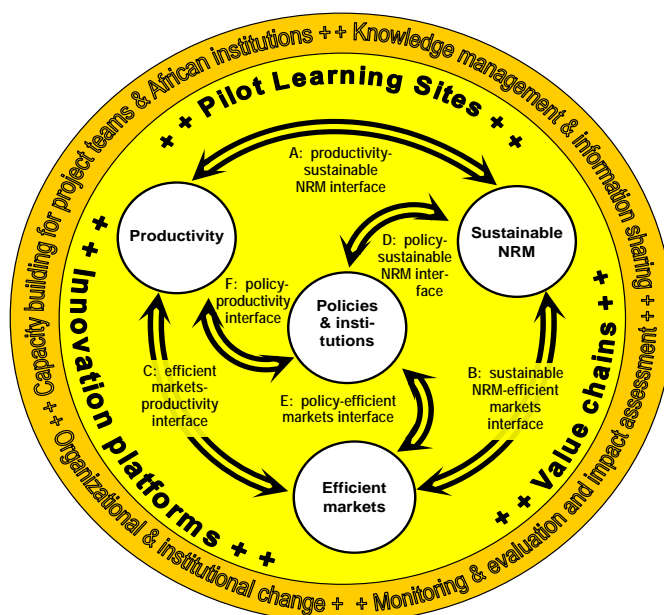 Capacity building for project teams & African institutions + + Knowledge management & information sharing + + Monitoring & evaluation and impact assessment + + Organizational & institutional change + +
+ + Pilot Learning Sites + +
A: productivity-
sustainable
NRM interface
Productivity
Sustainable
NRM
D: policy-
sustainable
NRM inter-
face
F: policy-
productivity
interface
Policies
& insti-
tutions
C: efficient
markets-
productivity
interface
E: policy-efficient
markets interface
B: sustainable
NRM-efficient
markets
interface
Efficient
markets
+ + Innovation platforms + +
+ + Value chains + +